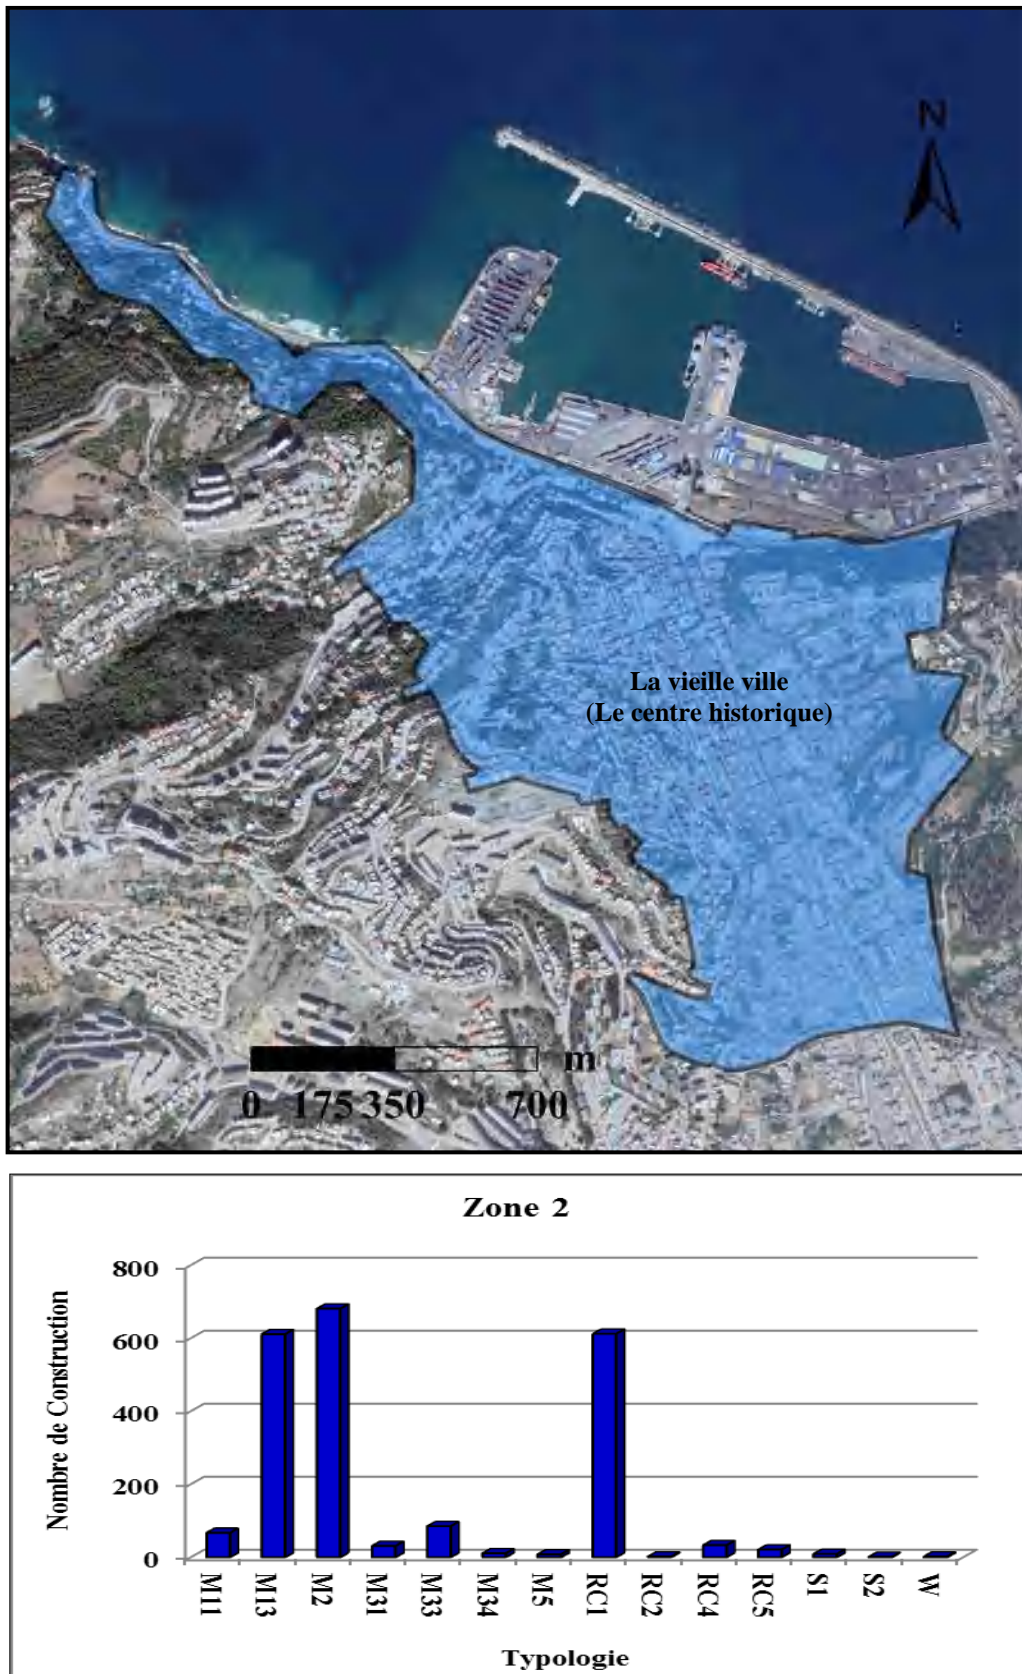 N
La vieille ville
(Le centre historique)
m
0 175 350 700
Zone 2
Nombre de Construction
800
600
400
200
0
M11 M13 M2 M31 M33 M34 M5 RC1 RC2 RC4 RC5 S1 S2 W
Typologie